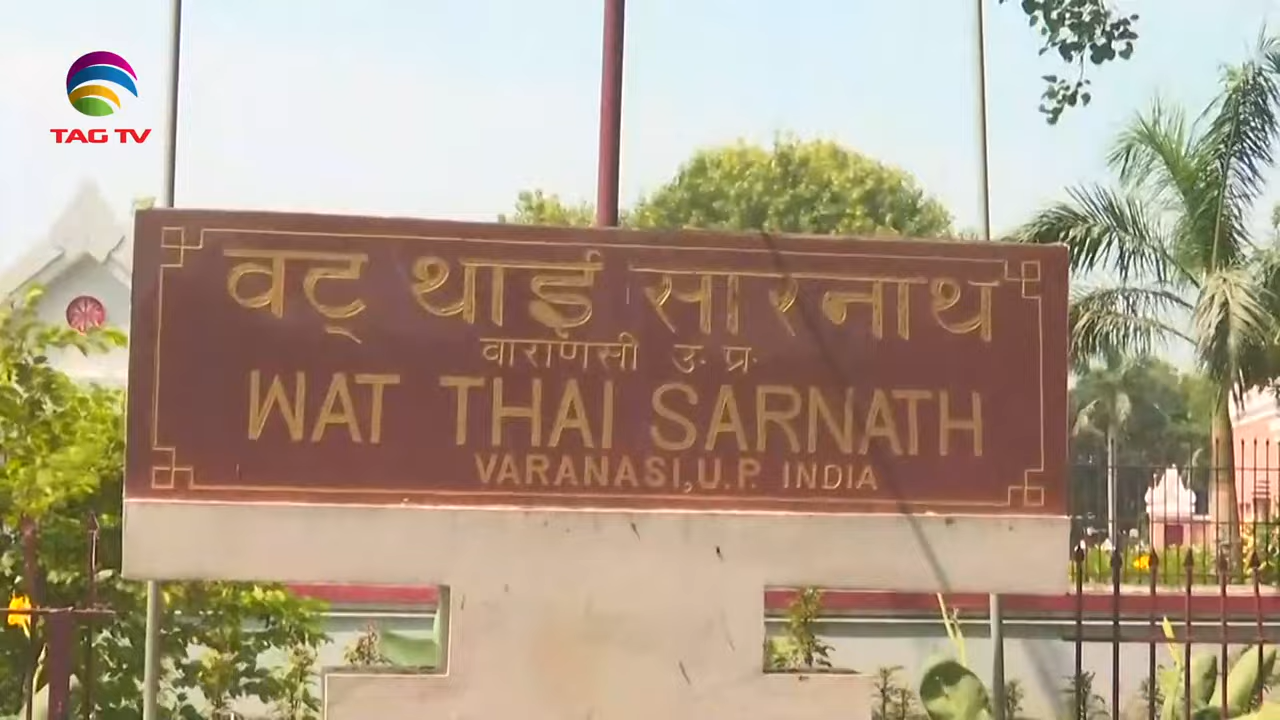 TAG TV
वट् थाई सारनाथ
वाराणसी उ॰ प्र॰
WAT THAI SARNATH
VARANASI, U.P. INDIA